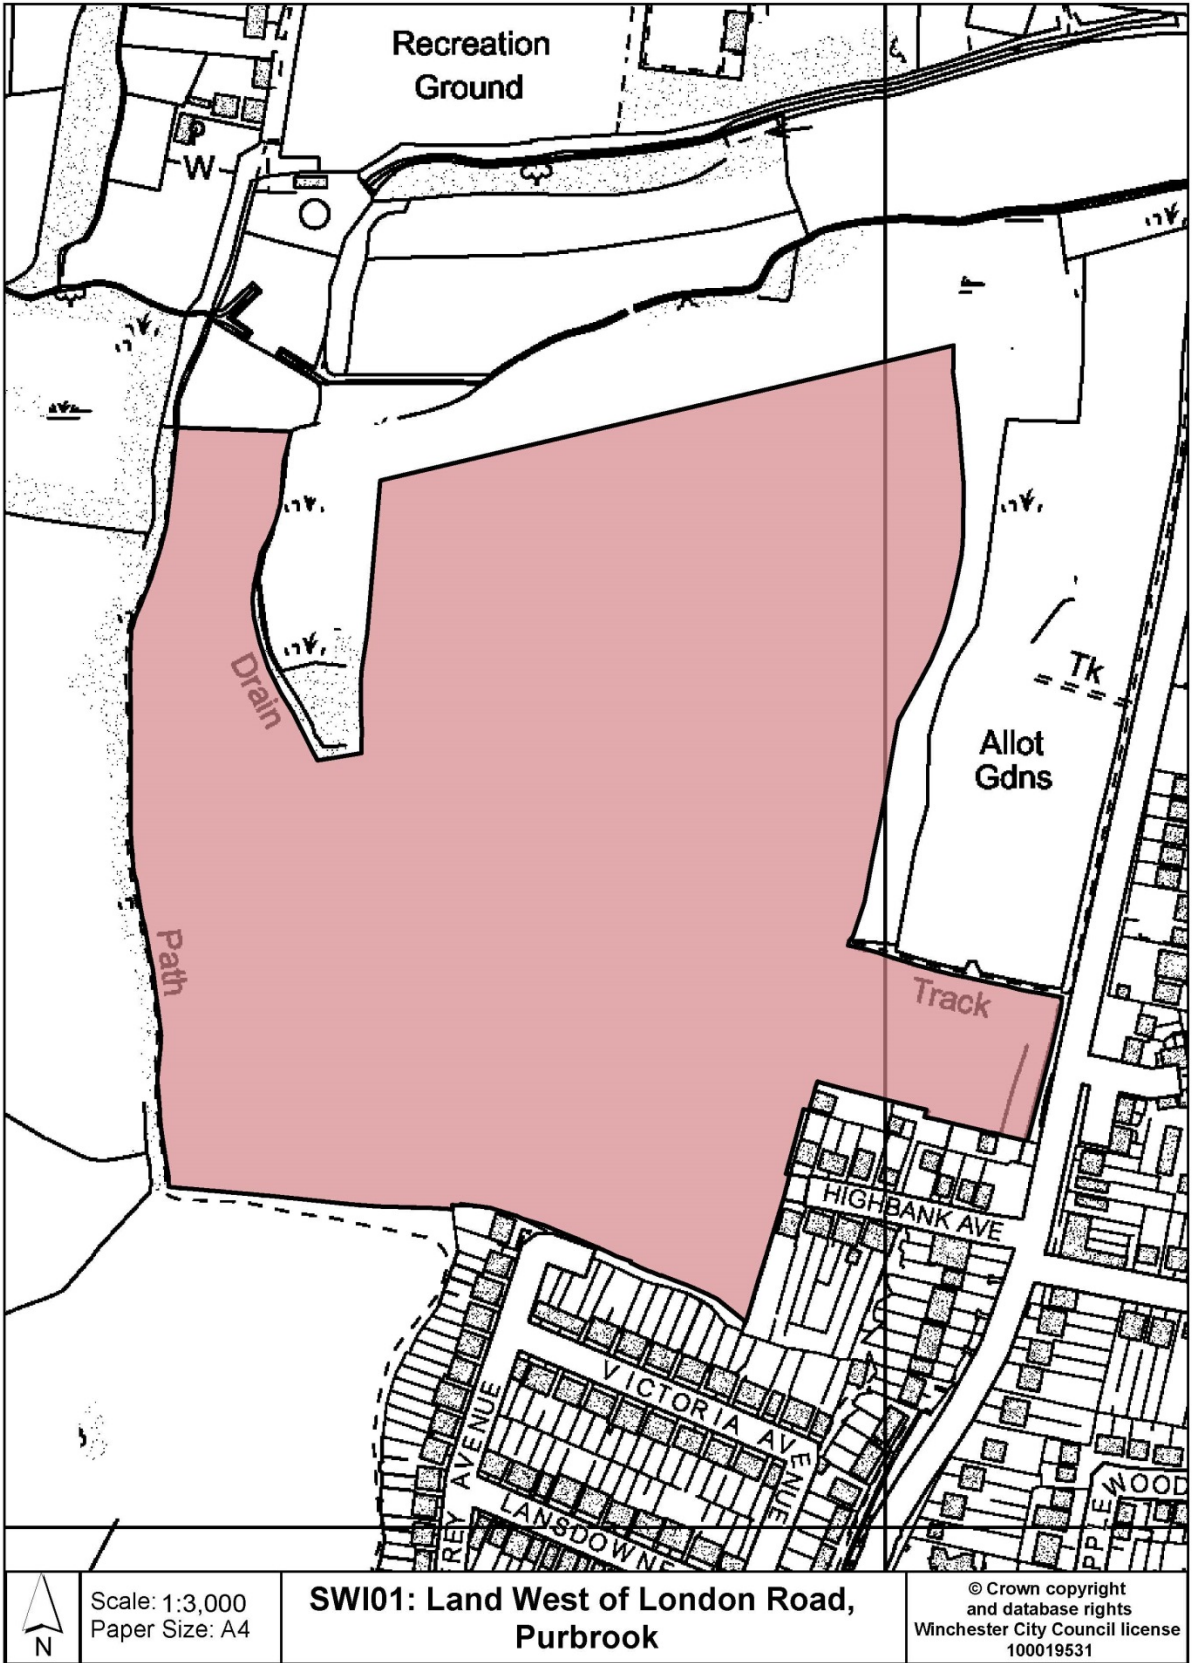 Recreation
Ground
P
W
Drain
Tk
Allot
Gdns
Path
Track
HIGHBANK AVE
VICTORIA AVENUE
REY AVENUE
LANSDOWNE
PPLEWOOD
N
Scale: 1:3,000
Paper Size: A4
SWI01: Land West of London Road,
Purbrook
© Crown copyright
and database rights
Winchester City Council license
100019531